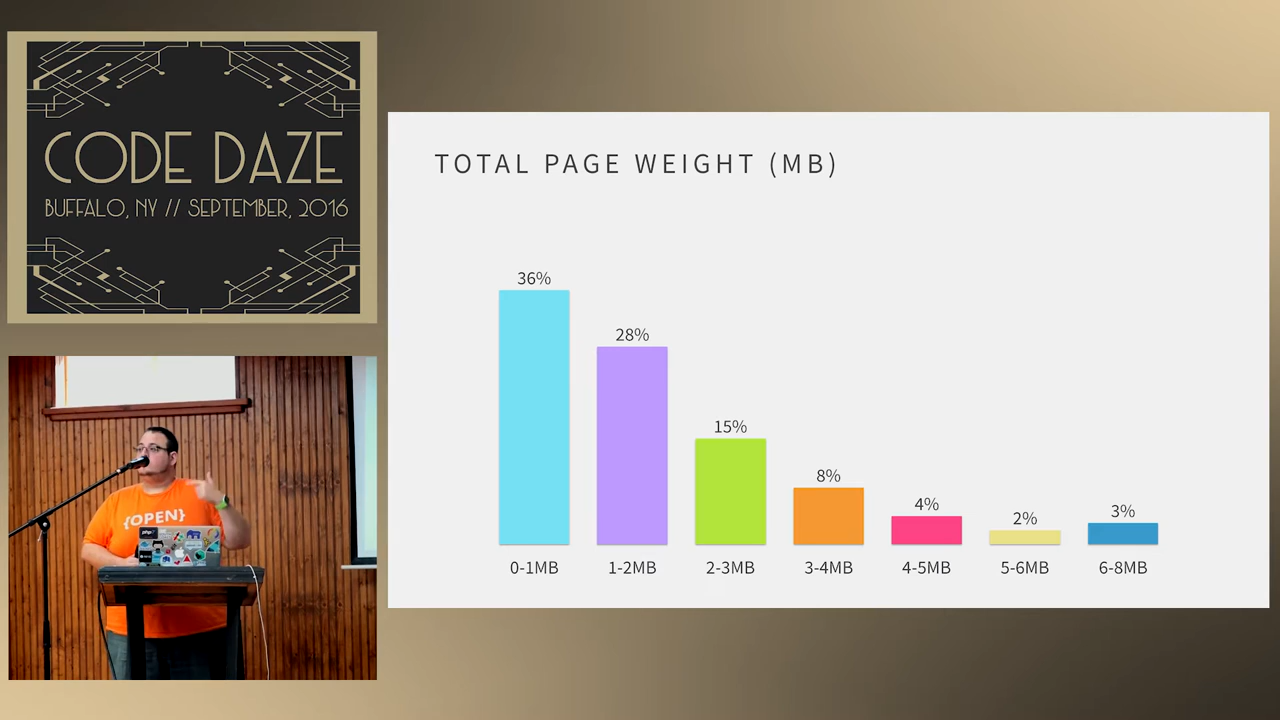 CODE DAZE
BUFFALO, NY // SEPTEMBER, 2016
{OPEN}
php
TOTAL PAGE WEIGHT (MB)
36%
28%
15%
8%
4%
2%
3%
0-1MB
1-2MB
2-3MB
3-4MB
4-5MB
5-6MB
6-8MB